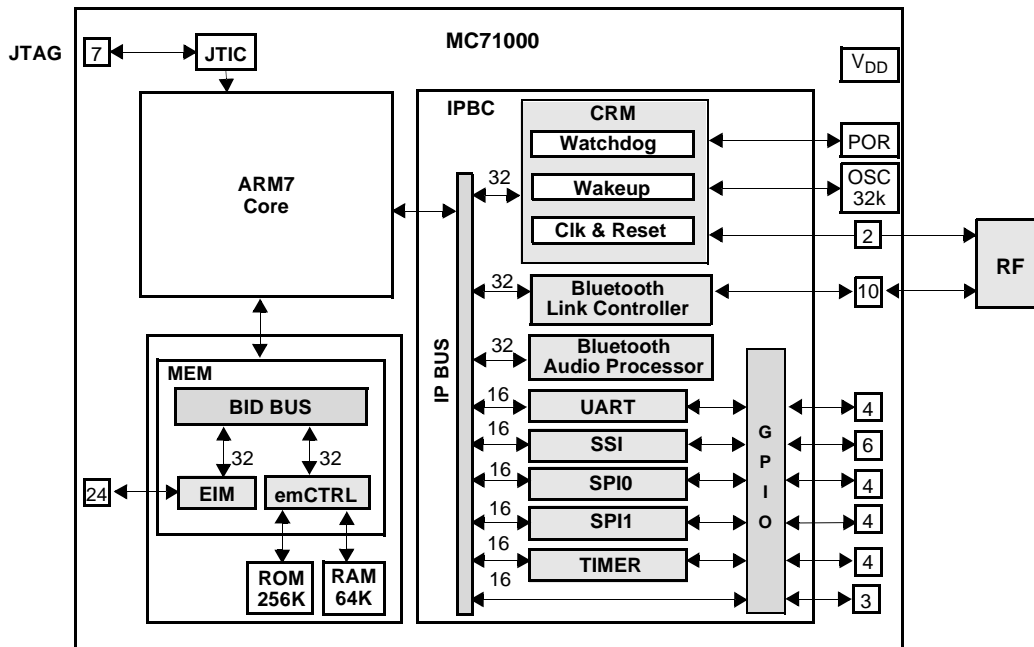 MC71000
JTAG
7
JTIC
VDD
ARM7
Core
IPBC
CRM
Watchdog
Wakeup
Clk & Reset
32
POR
OSC
32k
2
RF
IP BUS
32
Bluetooth
Link Controller
10
32
Bluetooth
Audio Processor
MEM
BID BUS
32
32
EIM
emCTRL
24
ROM
256K
RAM
64K
16
UART
4
16
SSI
6
16
SPI0
4
16
SPI1
4
16
TIMER
4
16
3
GPIO